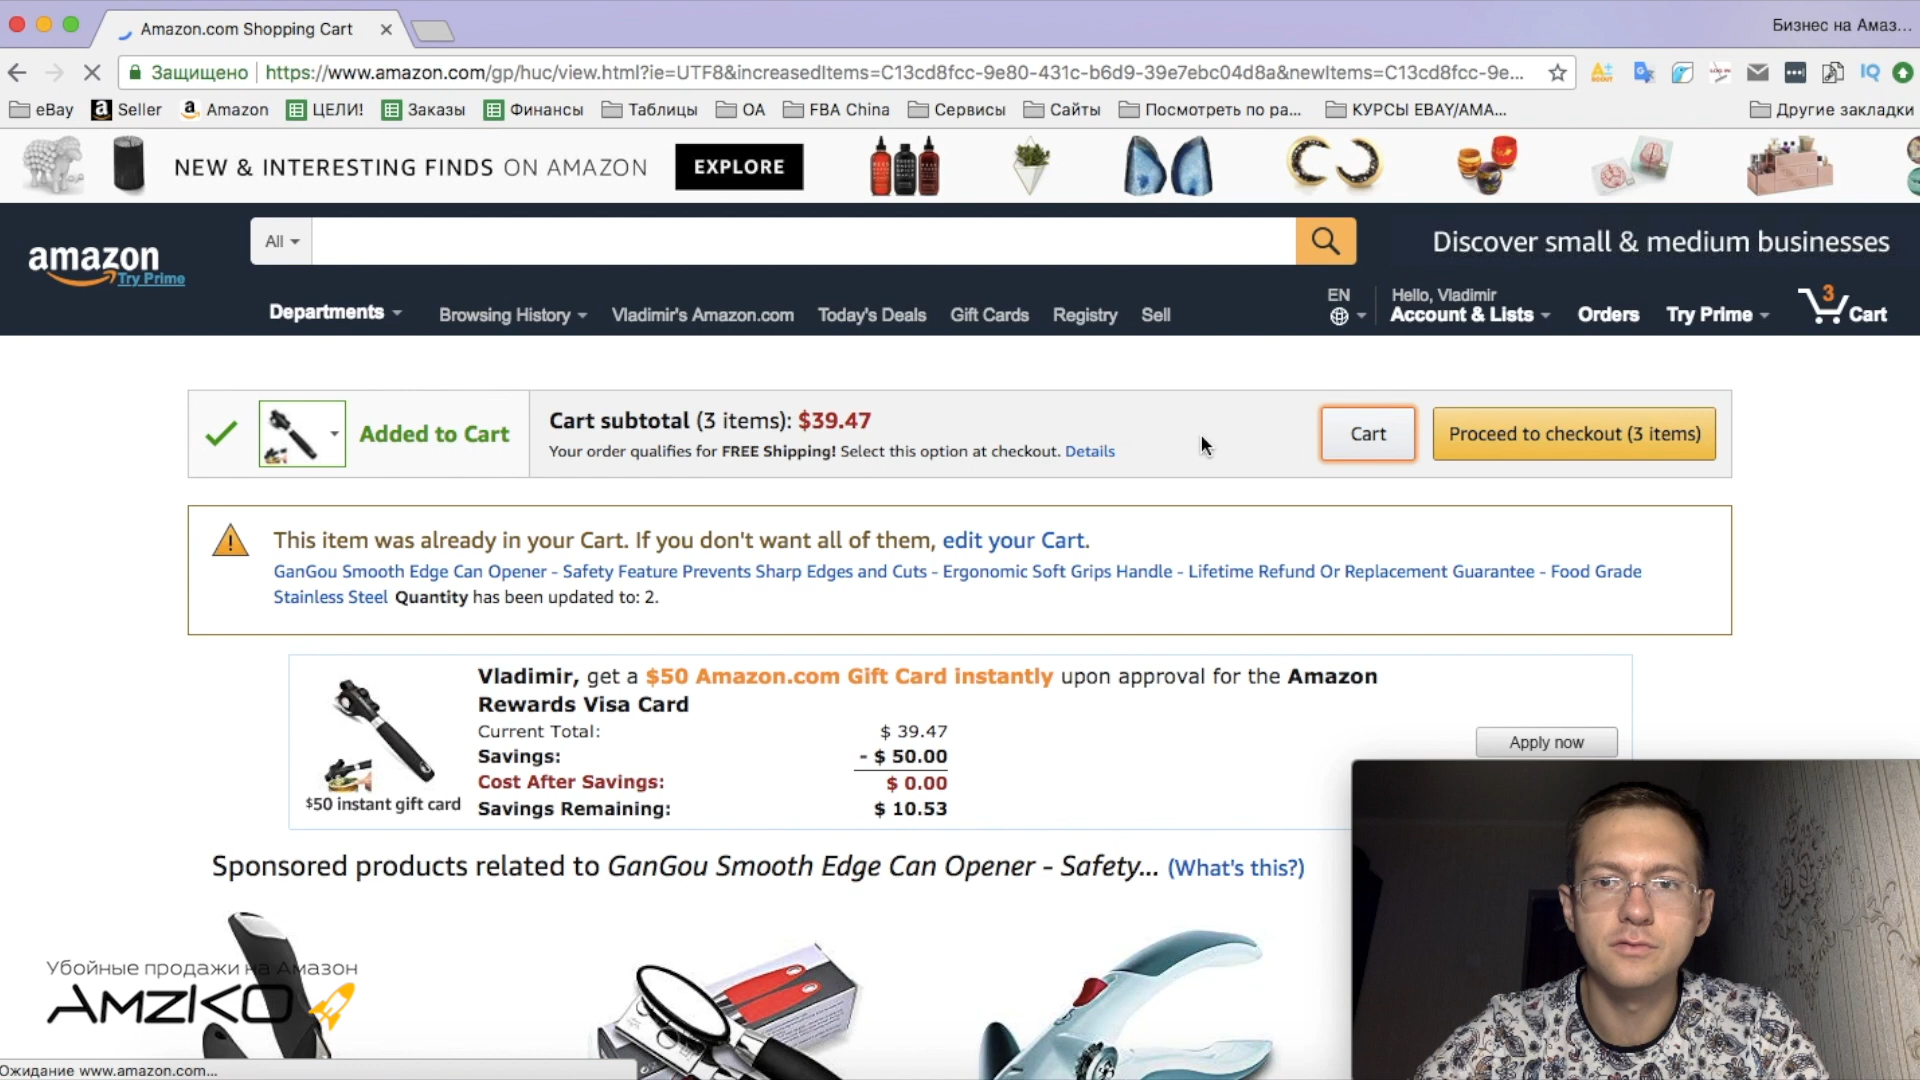 Amazon.com Shopping Cart
Бизнес на Амаз...
Защищено
https://www.amazon.com/gp/huc/view.html?ie=UTF8&increasedItems=C13cd8fcc-9e80-431c-b6d9-39e7ebc04d8a&newItems=C13cd8fcc-9e...
IQ
eBay Seller Amazon ЦЕЛИ! Заказы Финансы Таблицы OA FBA China Сервисы Сайты Посмотреть по ра... КУРСЫ EBAY/AMA... Другие закладки
NEW & INTERESTING FINDS ON AMAZON EXPLORE
amazon
Try Prime
All
Discover small & medium businesses
Departments Browsing History Vladimir's Amazon.com Today's Deals Gift Cards Registry Sell
EN
Hello, Vladimir
Account & Lists Orders Try Prime 3 Cart
Added to Cart
Cart subtotal (3 items): $39.47
Your order qualifies for FREE Shipping! Select this option at checkout. Details
Cart
Proceed to checkout (3 items)
This item was already in your Cart. If you don't want all of them, edit your Cart.
GanGou Smooth Edge Can Opener - Safety Feature Prevents Sharp Edges and Cuts - Ergonomic Soft Grips Handle - Lifetime Refund Or Replacement Guarantee - Food Grade
Stainless Steel Quantity has been updated to: 2.
Vladimir, get a $50 Amazon.com Gift Card instantly upon approval for the Amazon
Rewards Visa Card
Current Total: $ 39.47
Savings: - $ 50.00
Cost After Savings: $ 0.00
Savings Remaining: $ 10.53
$50 instant gift card
Apply now
Sponsored products related to GanGou Smooth Edge Can Opener - Safety... (What's this?)
Убойные продажи на Амазон
AMZKO
Ожидание www.amazon.com...